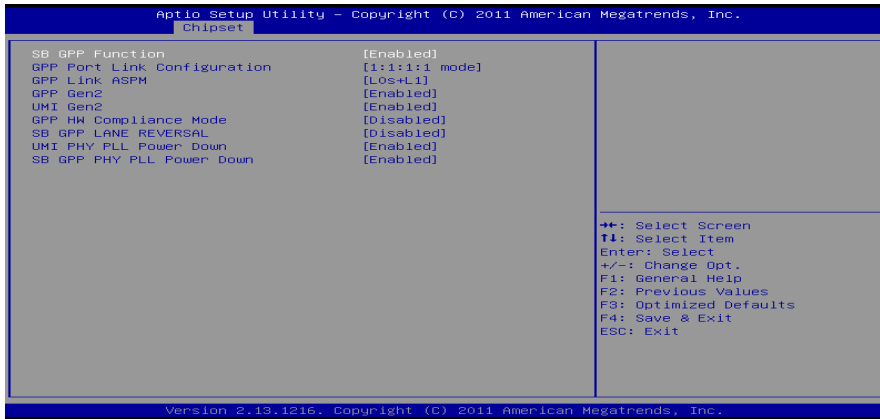 Aptio Setup Utility – Copyright (C) 2011 American Megatrends, Inc.
Chipset
SB GPP Function [Enabled]
GPP Port Link Configuration [1:1:1:1 mode]
GPP Link ASPM [L0s+L1]
GPP Gen2 [Enabled]
UMI Gen2 [Enabled]
GPP HW Compliance Mode [Disabled]
SB GPP LANE REVERSAL [Disabled]
UMI PHY PLL Power Down [Enabled]
SB GPP PHY PLL Power Down [Enabled]
→←: Select Screen
↑↓: Select Item
Enter: Select
+/-: Change Opt.
F1: General Help
F2: Previous Values
F3: Optimized Defaults
F4: Save & Exit
ESC: Exit
Version 2.13.1216. Copyright (C) 2011 American Megatrends, Inc.